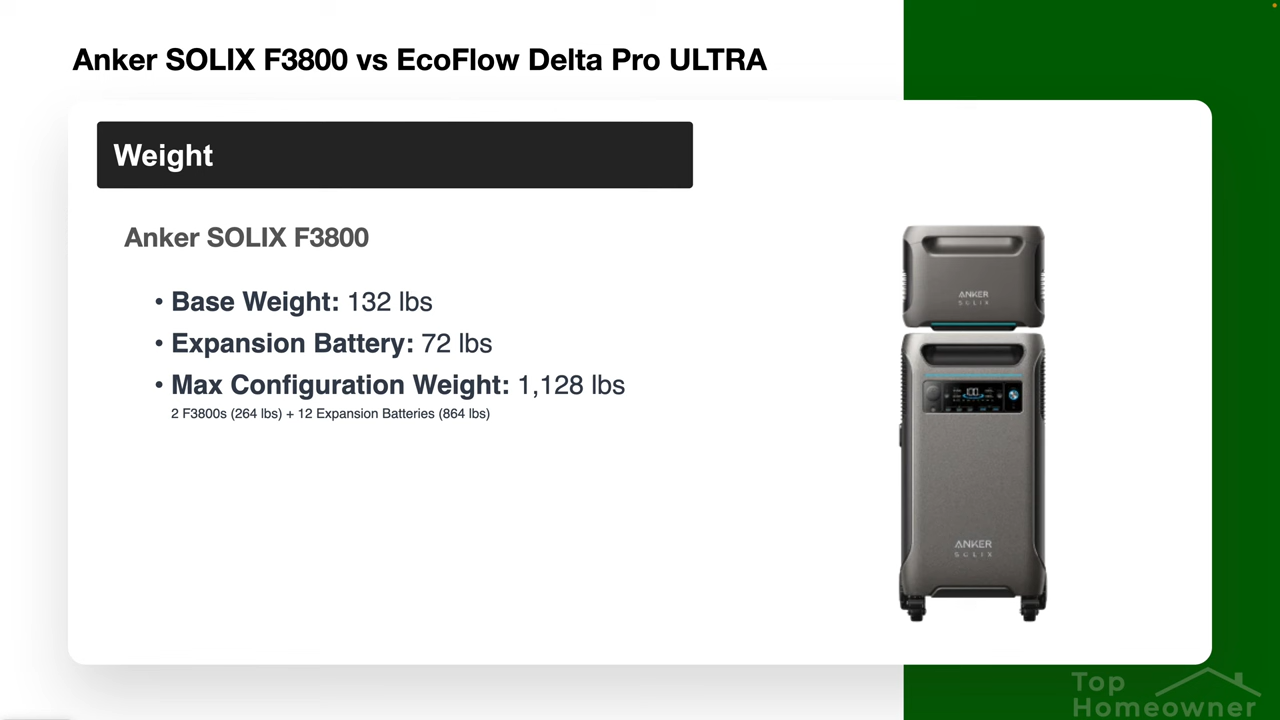 Anker SOLIX F3800 vs EcoFlow Delta Pro ULTRA
Weight
Anker SOLIX F3800
• Base Weight: 132 lbs
• Expansion Battery: 72 lbs
• Max Configuration Weight: 1,128 lbs
2 F3800s (264 lbs) + 12 Expansion Batteries (864 lbs)
ANKER
SOLIX
100
ANKER
SOLIX
Top
Homeowner